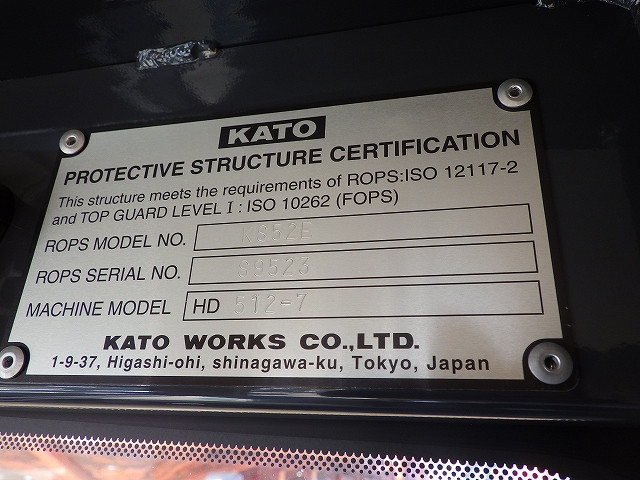 KATO
PROTECTIVE STRUCTURE CERTIFICATION
This structure meets the requirements of ROPS:ISO 12117-2
and TOP GUARD LEVEL I : ISO 10262 (FOPS)
ROPS MODEL NO. K852E
ROPS SERIAL NO. S9523
MACHINE MODEL HD 512-7
KATO WORKS CO.,LTD.
1-9-37, Higashi-ohi, shinagawa-ku, Tokyo, Japan